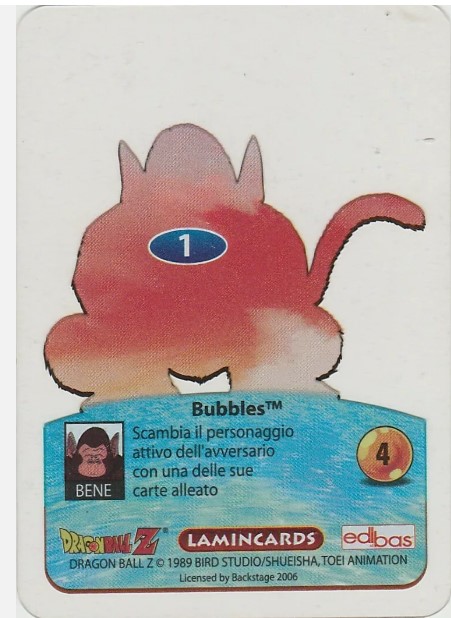 1
Bubbles™
Scambia il personaggio
attivo dell'avversario
con una delle sue
carte alleato
4
BENE
DRAGON BALL Z ®
LAMINCARDS
edibas
DRAGON BALL Z © 1989 BIRD STUDIO/SHUEISHA, TOEI ANIMATION
Licensed by Backstage 2006